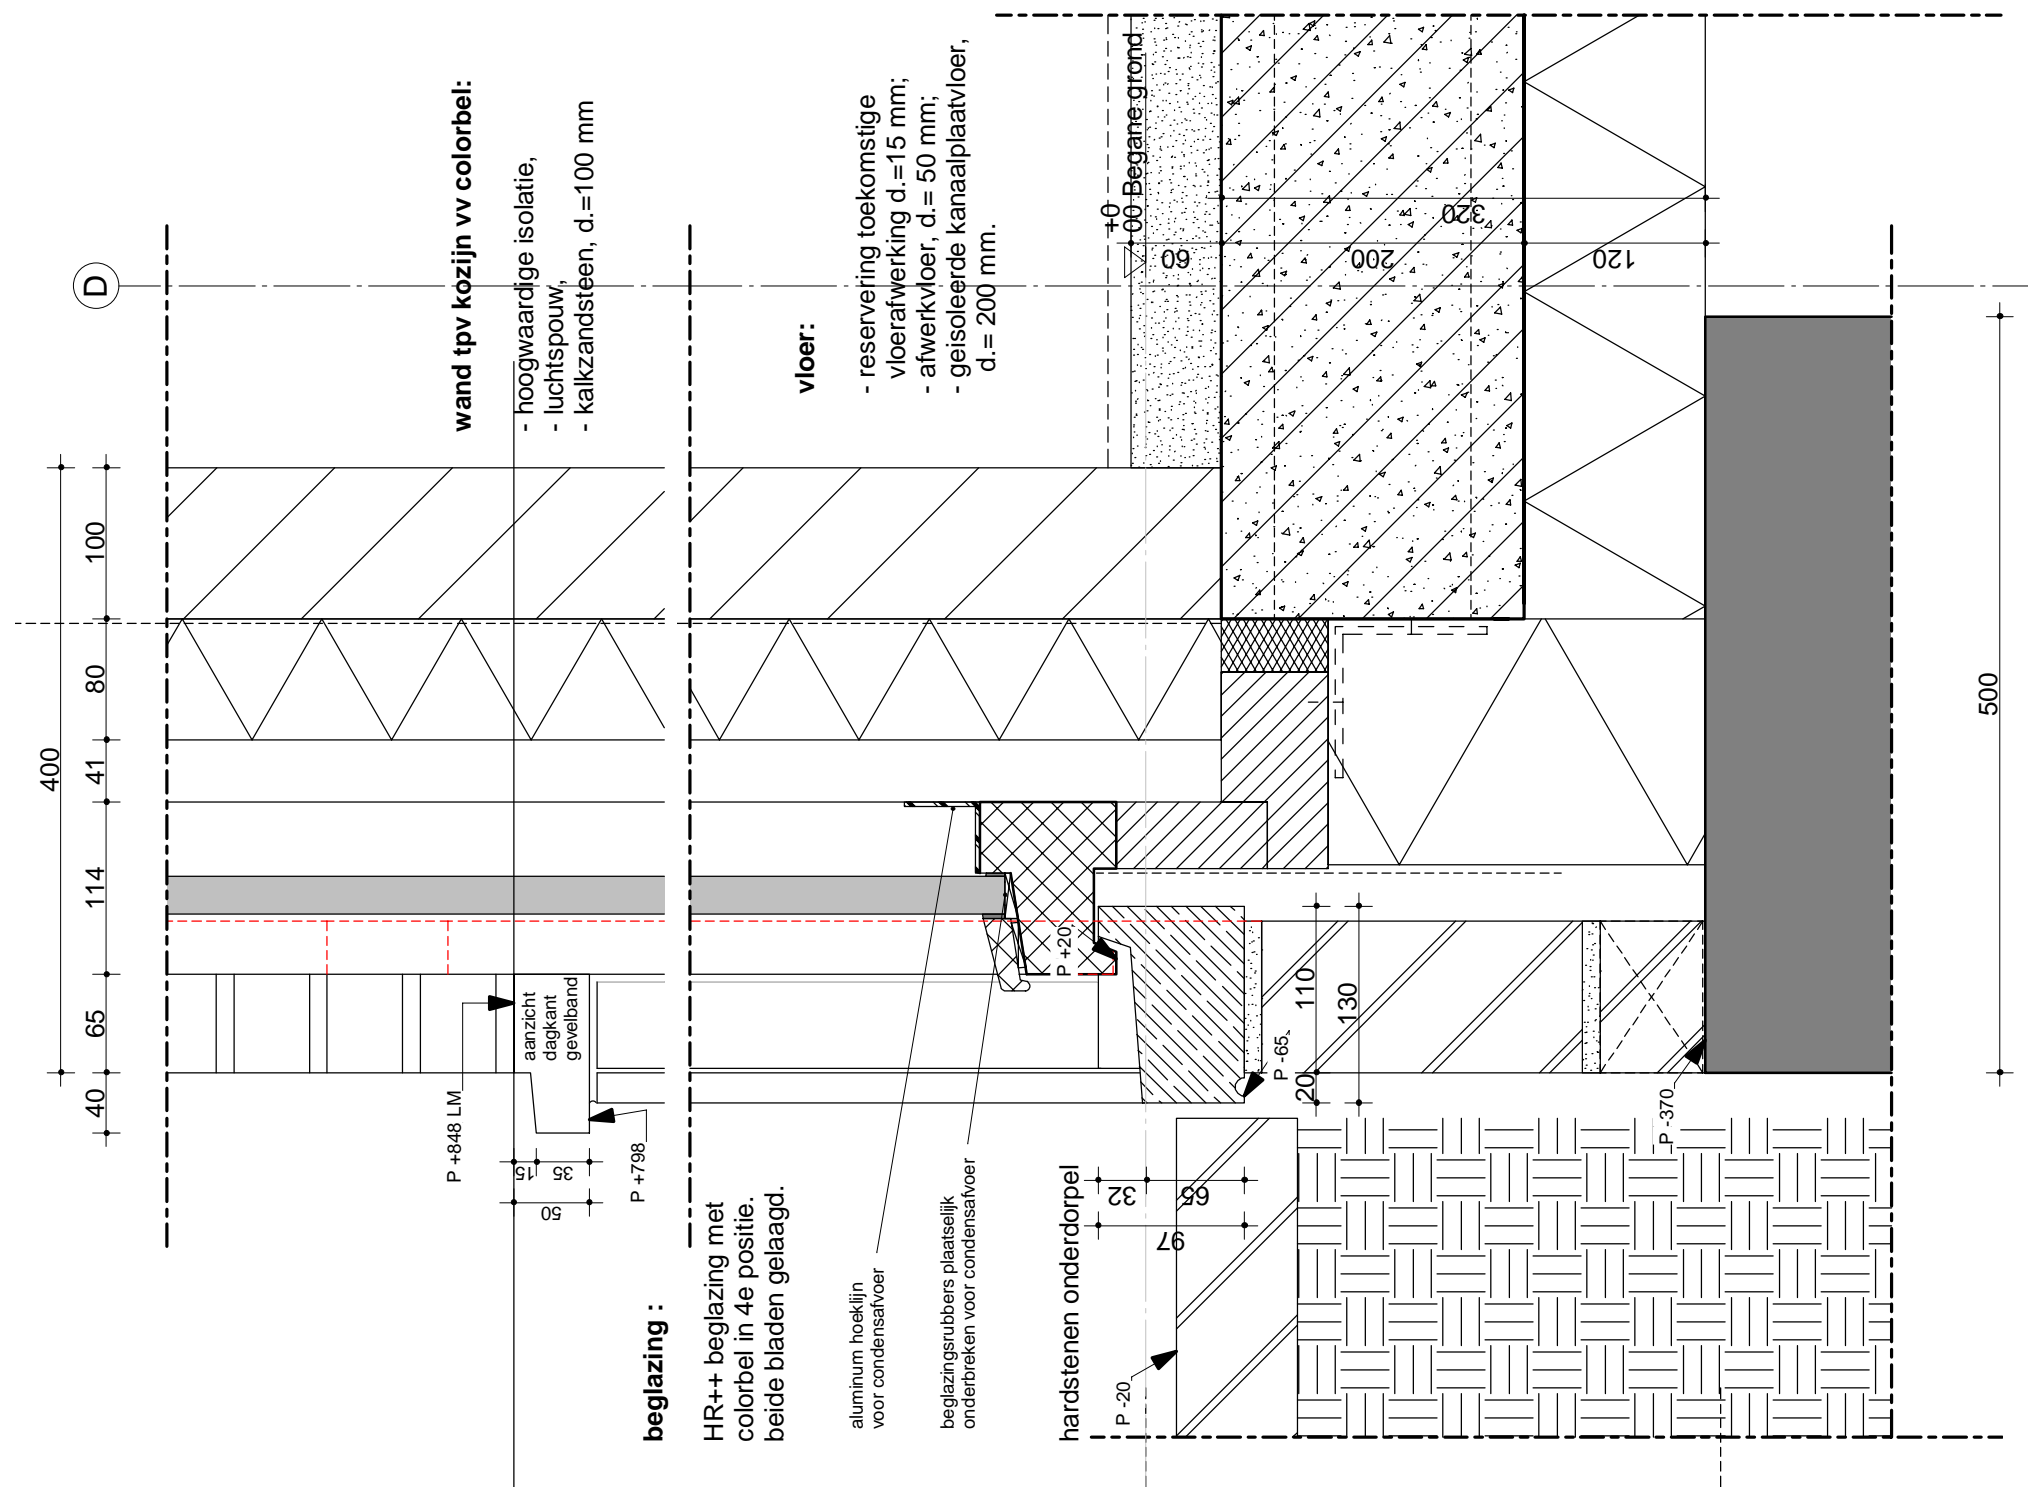 D
wand tpv kozijn vv colorbel:
- hoogwaardige isolatie,
- luchtspouw,
- kalkzandsteen, d.=100 mm
vloer:
- reservering toekomstige
vloerafwerking d.=15 mm;
- afwerkvloer, d.= 50 mm;
- geisoleerde kanaalplaatvloer,
d.= 200 mm.
+0
00 Begane grond
60
200
320
120
400
100
80
41
114
65
40
500
aanzicht
dagkant
gevelband
P +848 LM
P +798
15
35
50
P +20
110
130
20
P -65
P -370
32
65
97
P -20
beglazing :
HR++ beglazing met
colorbel in 4e positie.
beide bladen gelaagd.
aluminum hoeklijn
voor condensafvoer
beglazingsrubbers plaatselijk
onderbreken voor condensafvoer
hardstenen onderdorpel